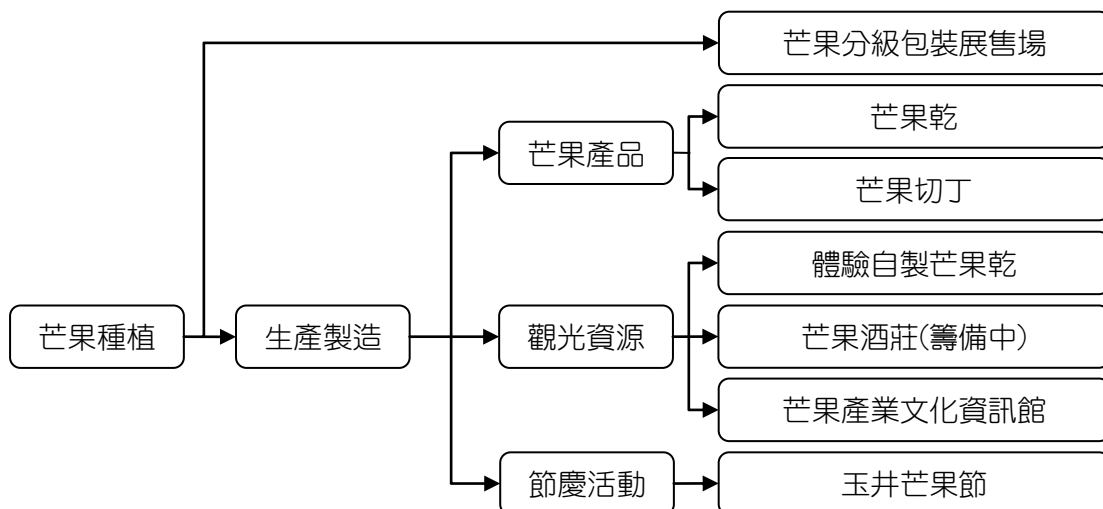 芒果分級包裝展售場
芒果產品
芒果乾
芒果切丁
芒果種植
生產製造
觀光資源
體驗自製芒果乾
芒果酒莊(籌備中)
芒果產業文化資訊館
節慶活動
玉井芒果節